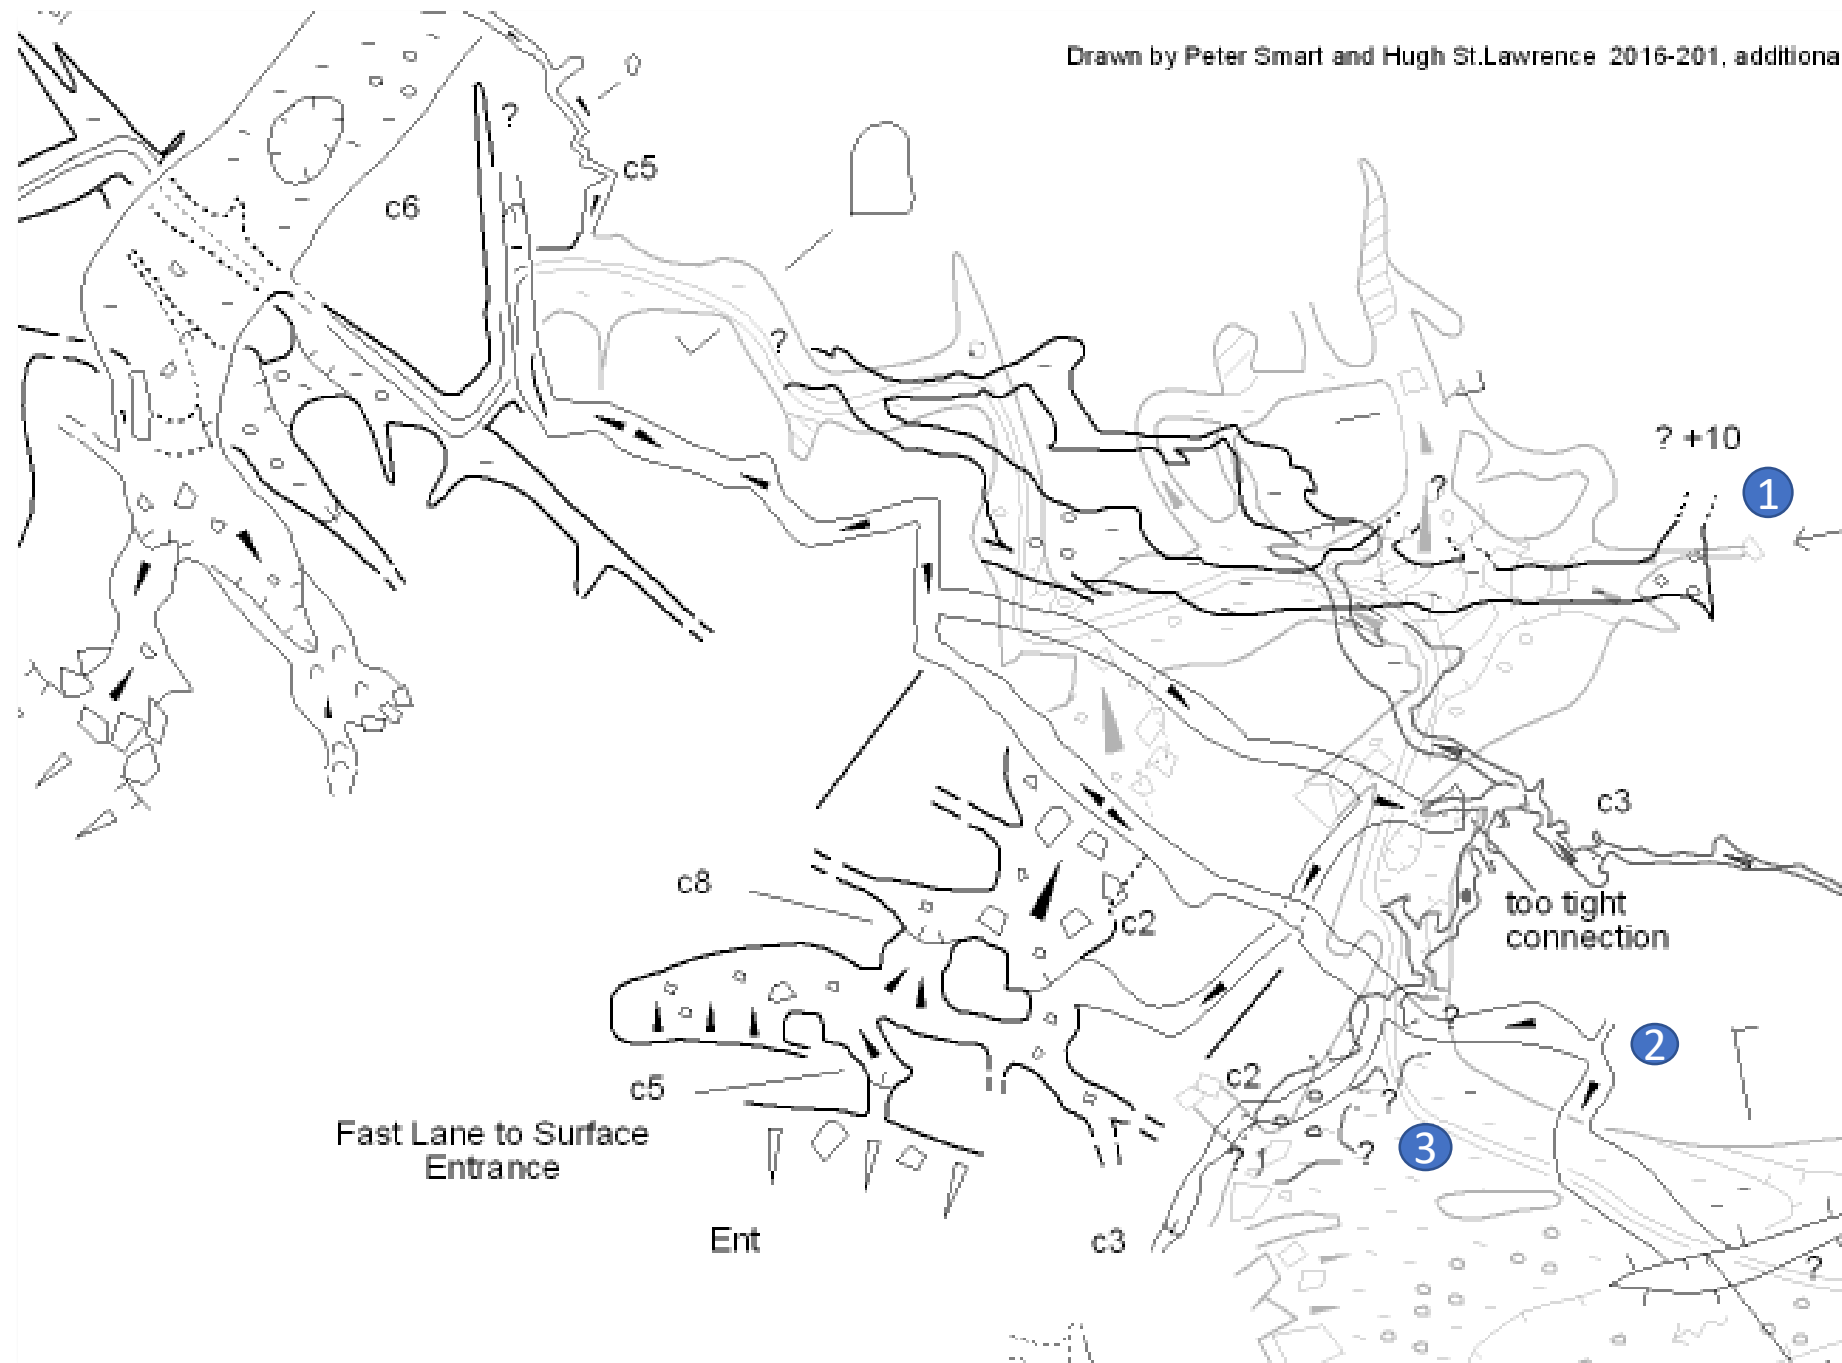 Drawn by Peter Smart and Hugh St.Lawrence 2016-201, additiona
0
?
c5
c6
?
? +10
1
?
c3
c8
too tight
connection
c2
?
2
c5
c2
?
Fast Lane to Surface
Entrance
3
?
?
Ent
c3
?